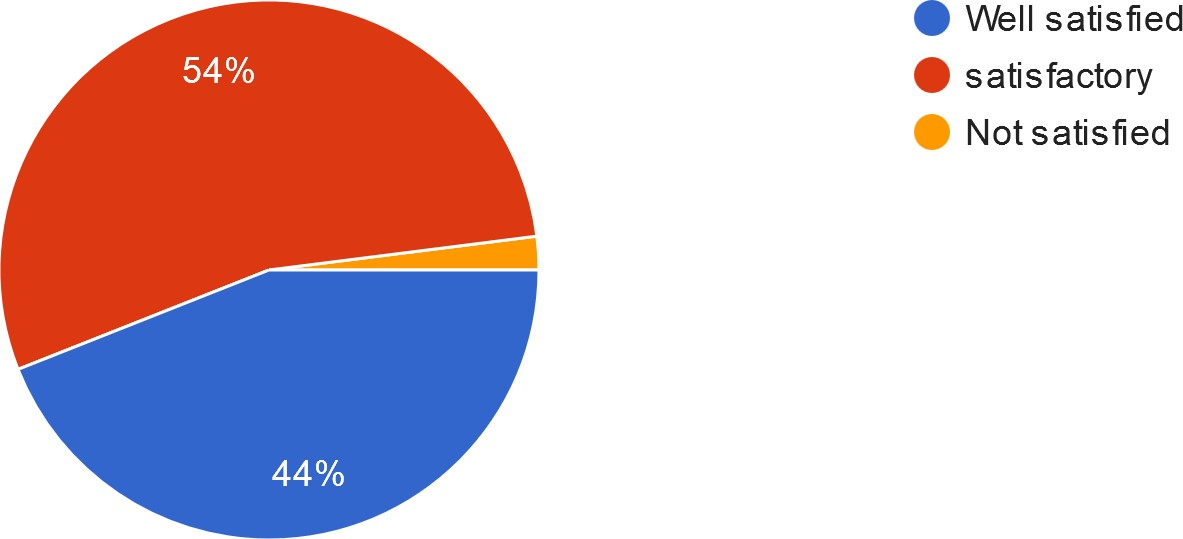 Well satisfied
satisfactory
Not satisfied
54%
44%